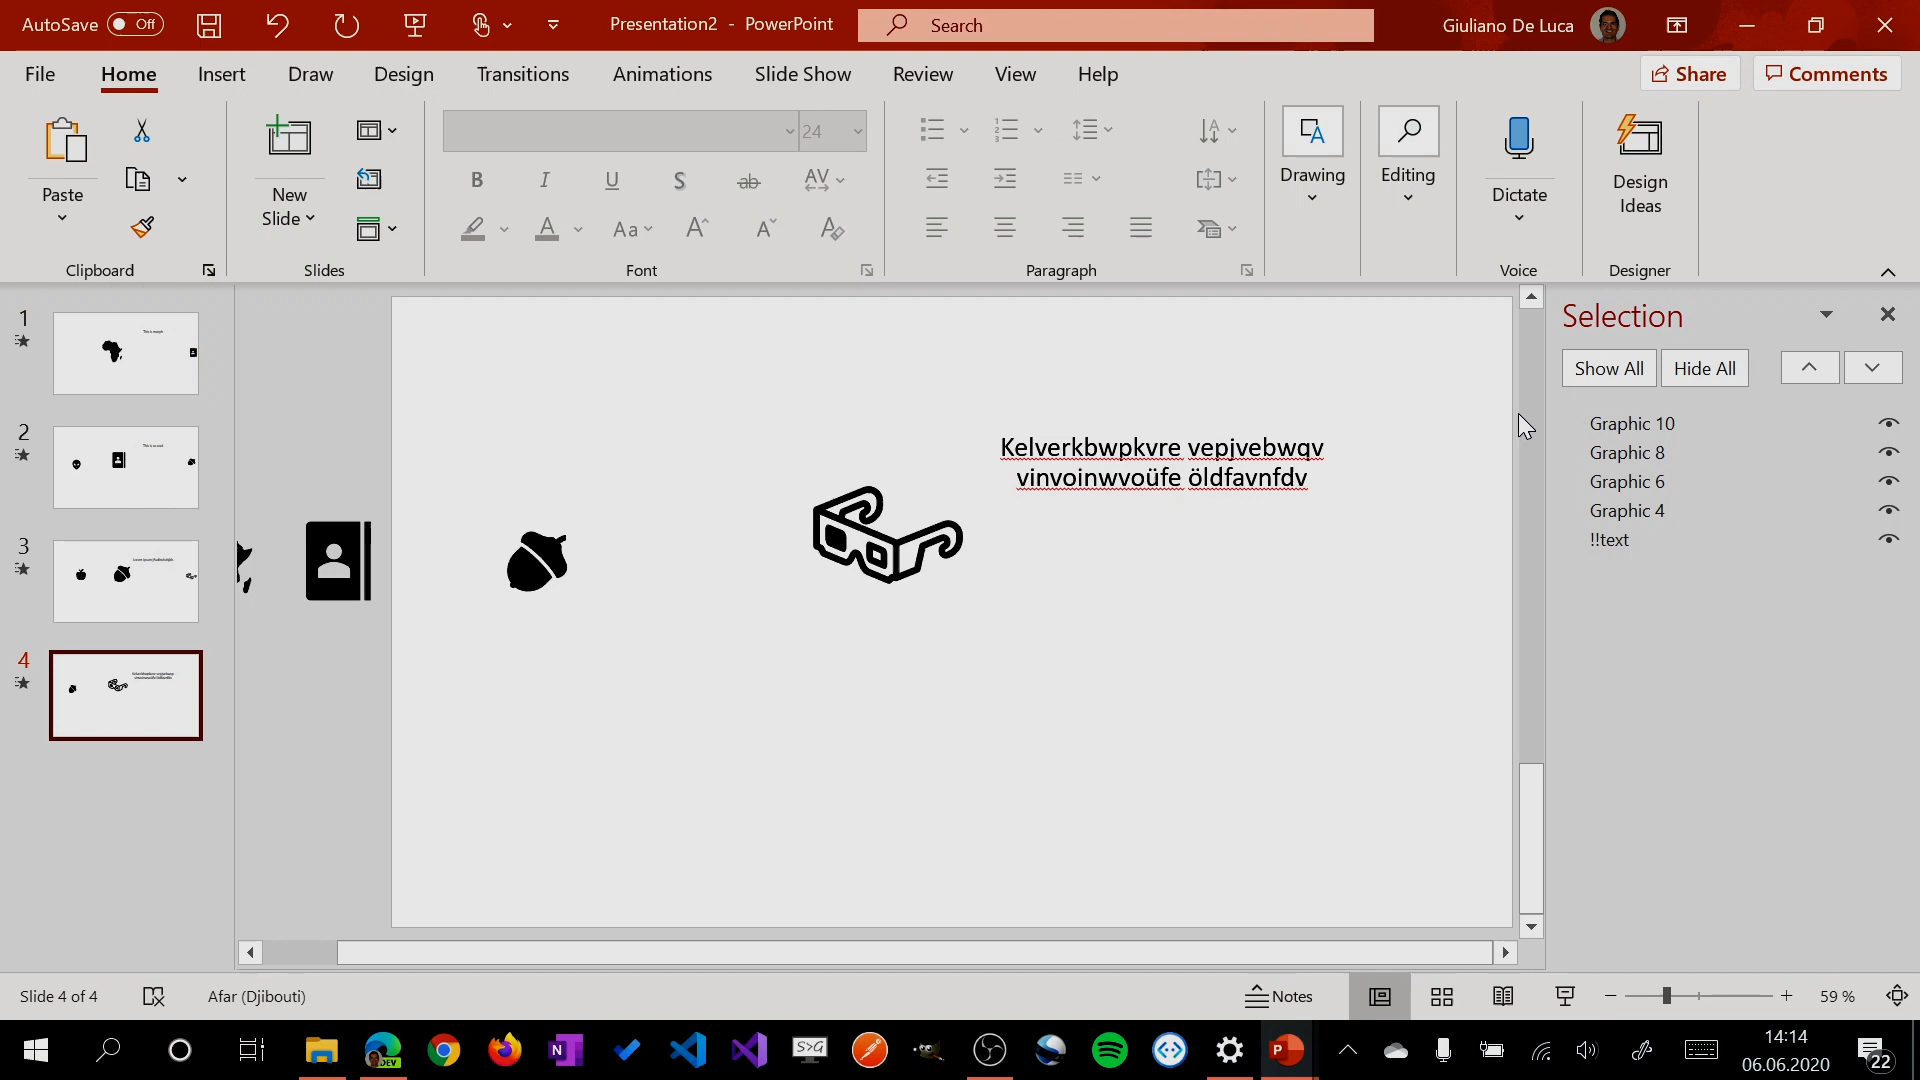 AutoSave Off Presentation2 - PowerPoint Search Giuliano De Luca
File Home Insert Draw Design Transitions Animations Slide Show Review View Help Share Comments
Paste
New
Slide
24
B I U S ab AV
A Aa A A A
Drawing
Editing
Dictate
Design
Ideas
Clipboard Slides Font Paragraph Voice Designer
1
2
3
4
Kelverkbwpkvre vepjvebwqv
vinvoinwvoüfe öldfavnfdv
Selection
Show All Hide All
Graphic 10
Graphic 8
Graphic 6
Graphic 4
!!text
Slide 4 of 4 Afar (Djibouti) Notes 59 %
14:14
06.06.2020
22